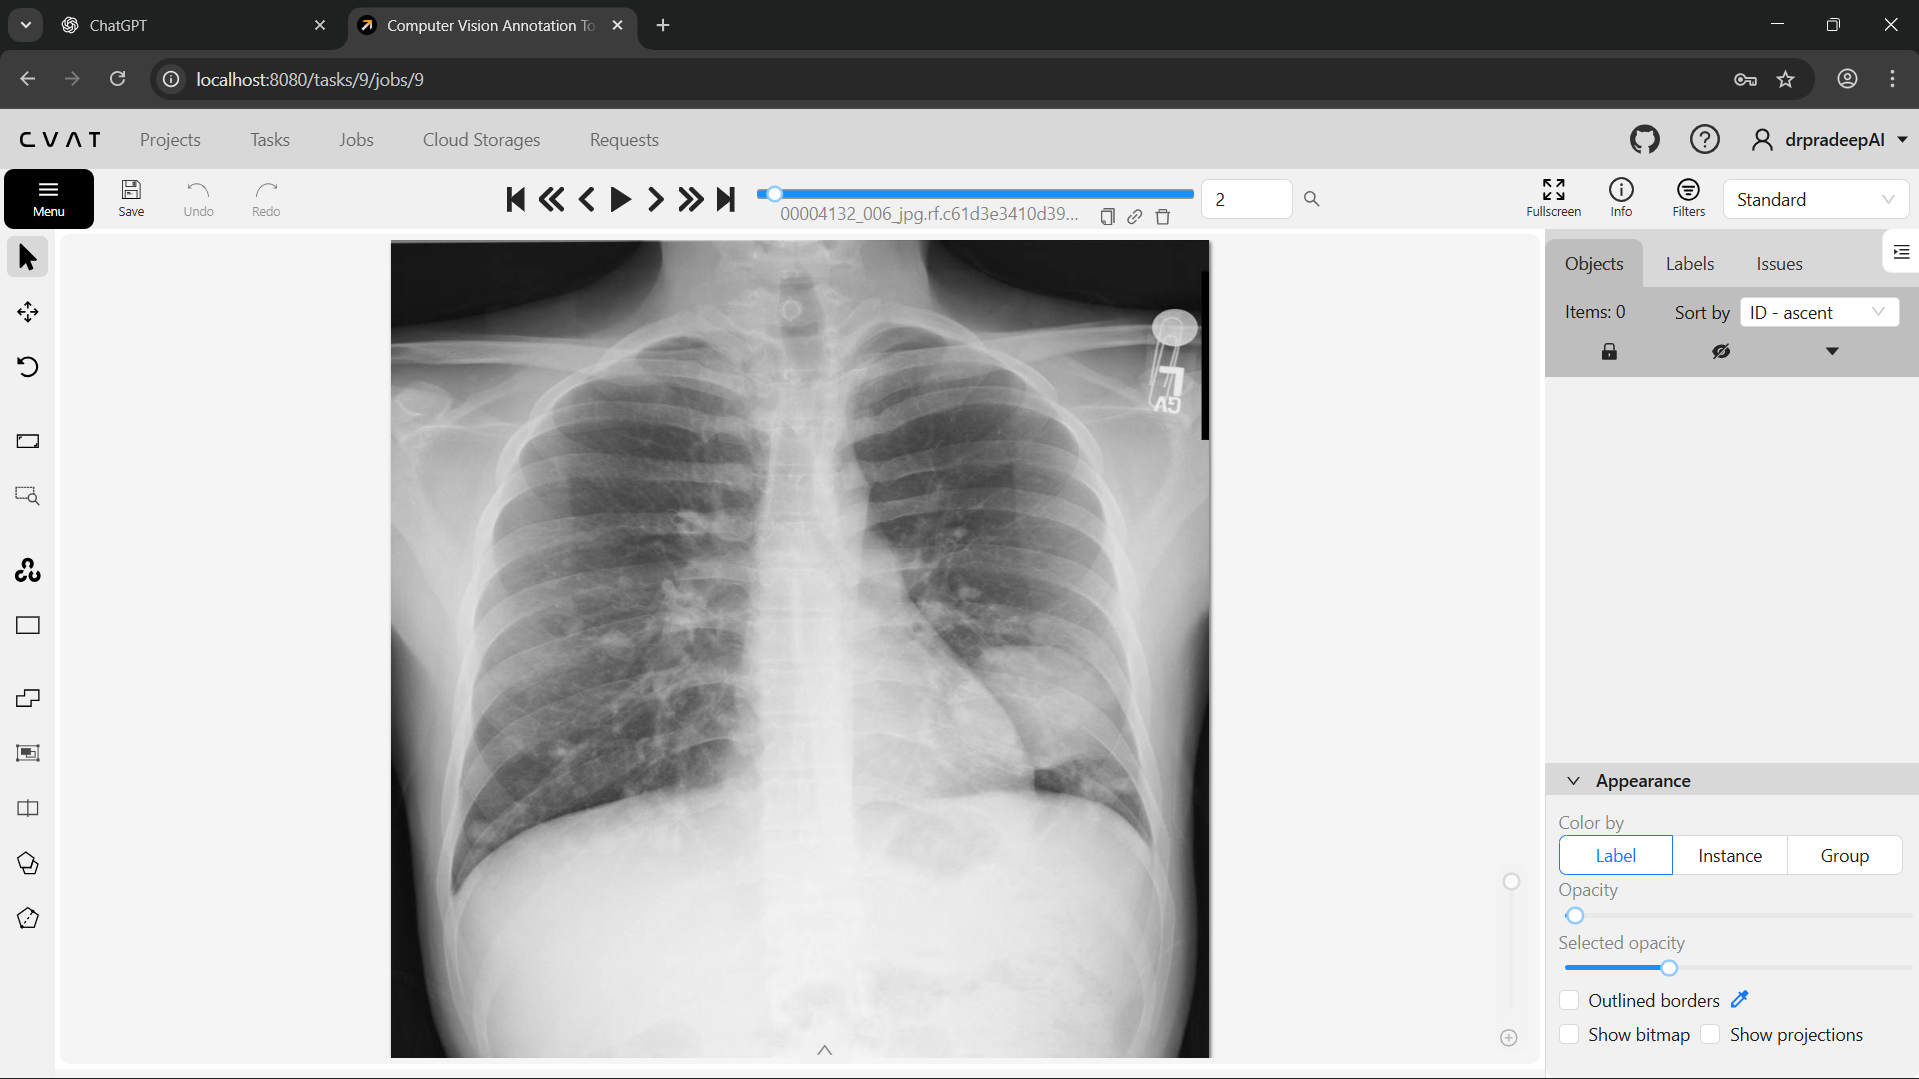 ChatGPT
Computer Vision Annotation To
localhost:8080/tasks/9/jobs/9
CVAT
Projects
Tasks
Jobs
Cloud Storages
Requests
drpradeepAI
Menu
Save
Undo
Redo
00004132_006_jpg.rf.c61d3e3410d39...
2
Fullscreen
Info
Filters
Standard
Objects
Labels
Issues
Items: 0
Sort by
ID - ascent
L
GV
Appearance
Color by
Label
Instance
Group
Opacity
Selected opacity
Outlined borders
Show bitmap
Show projections